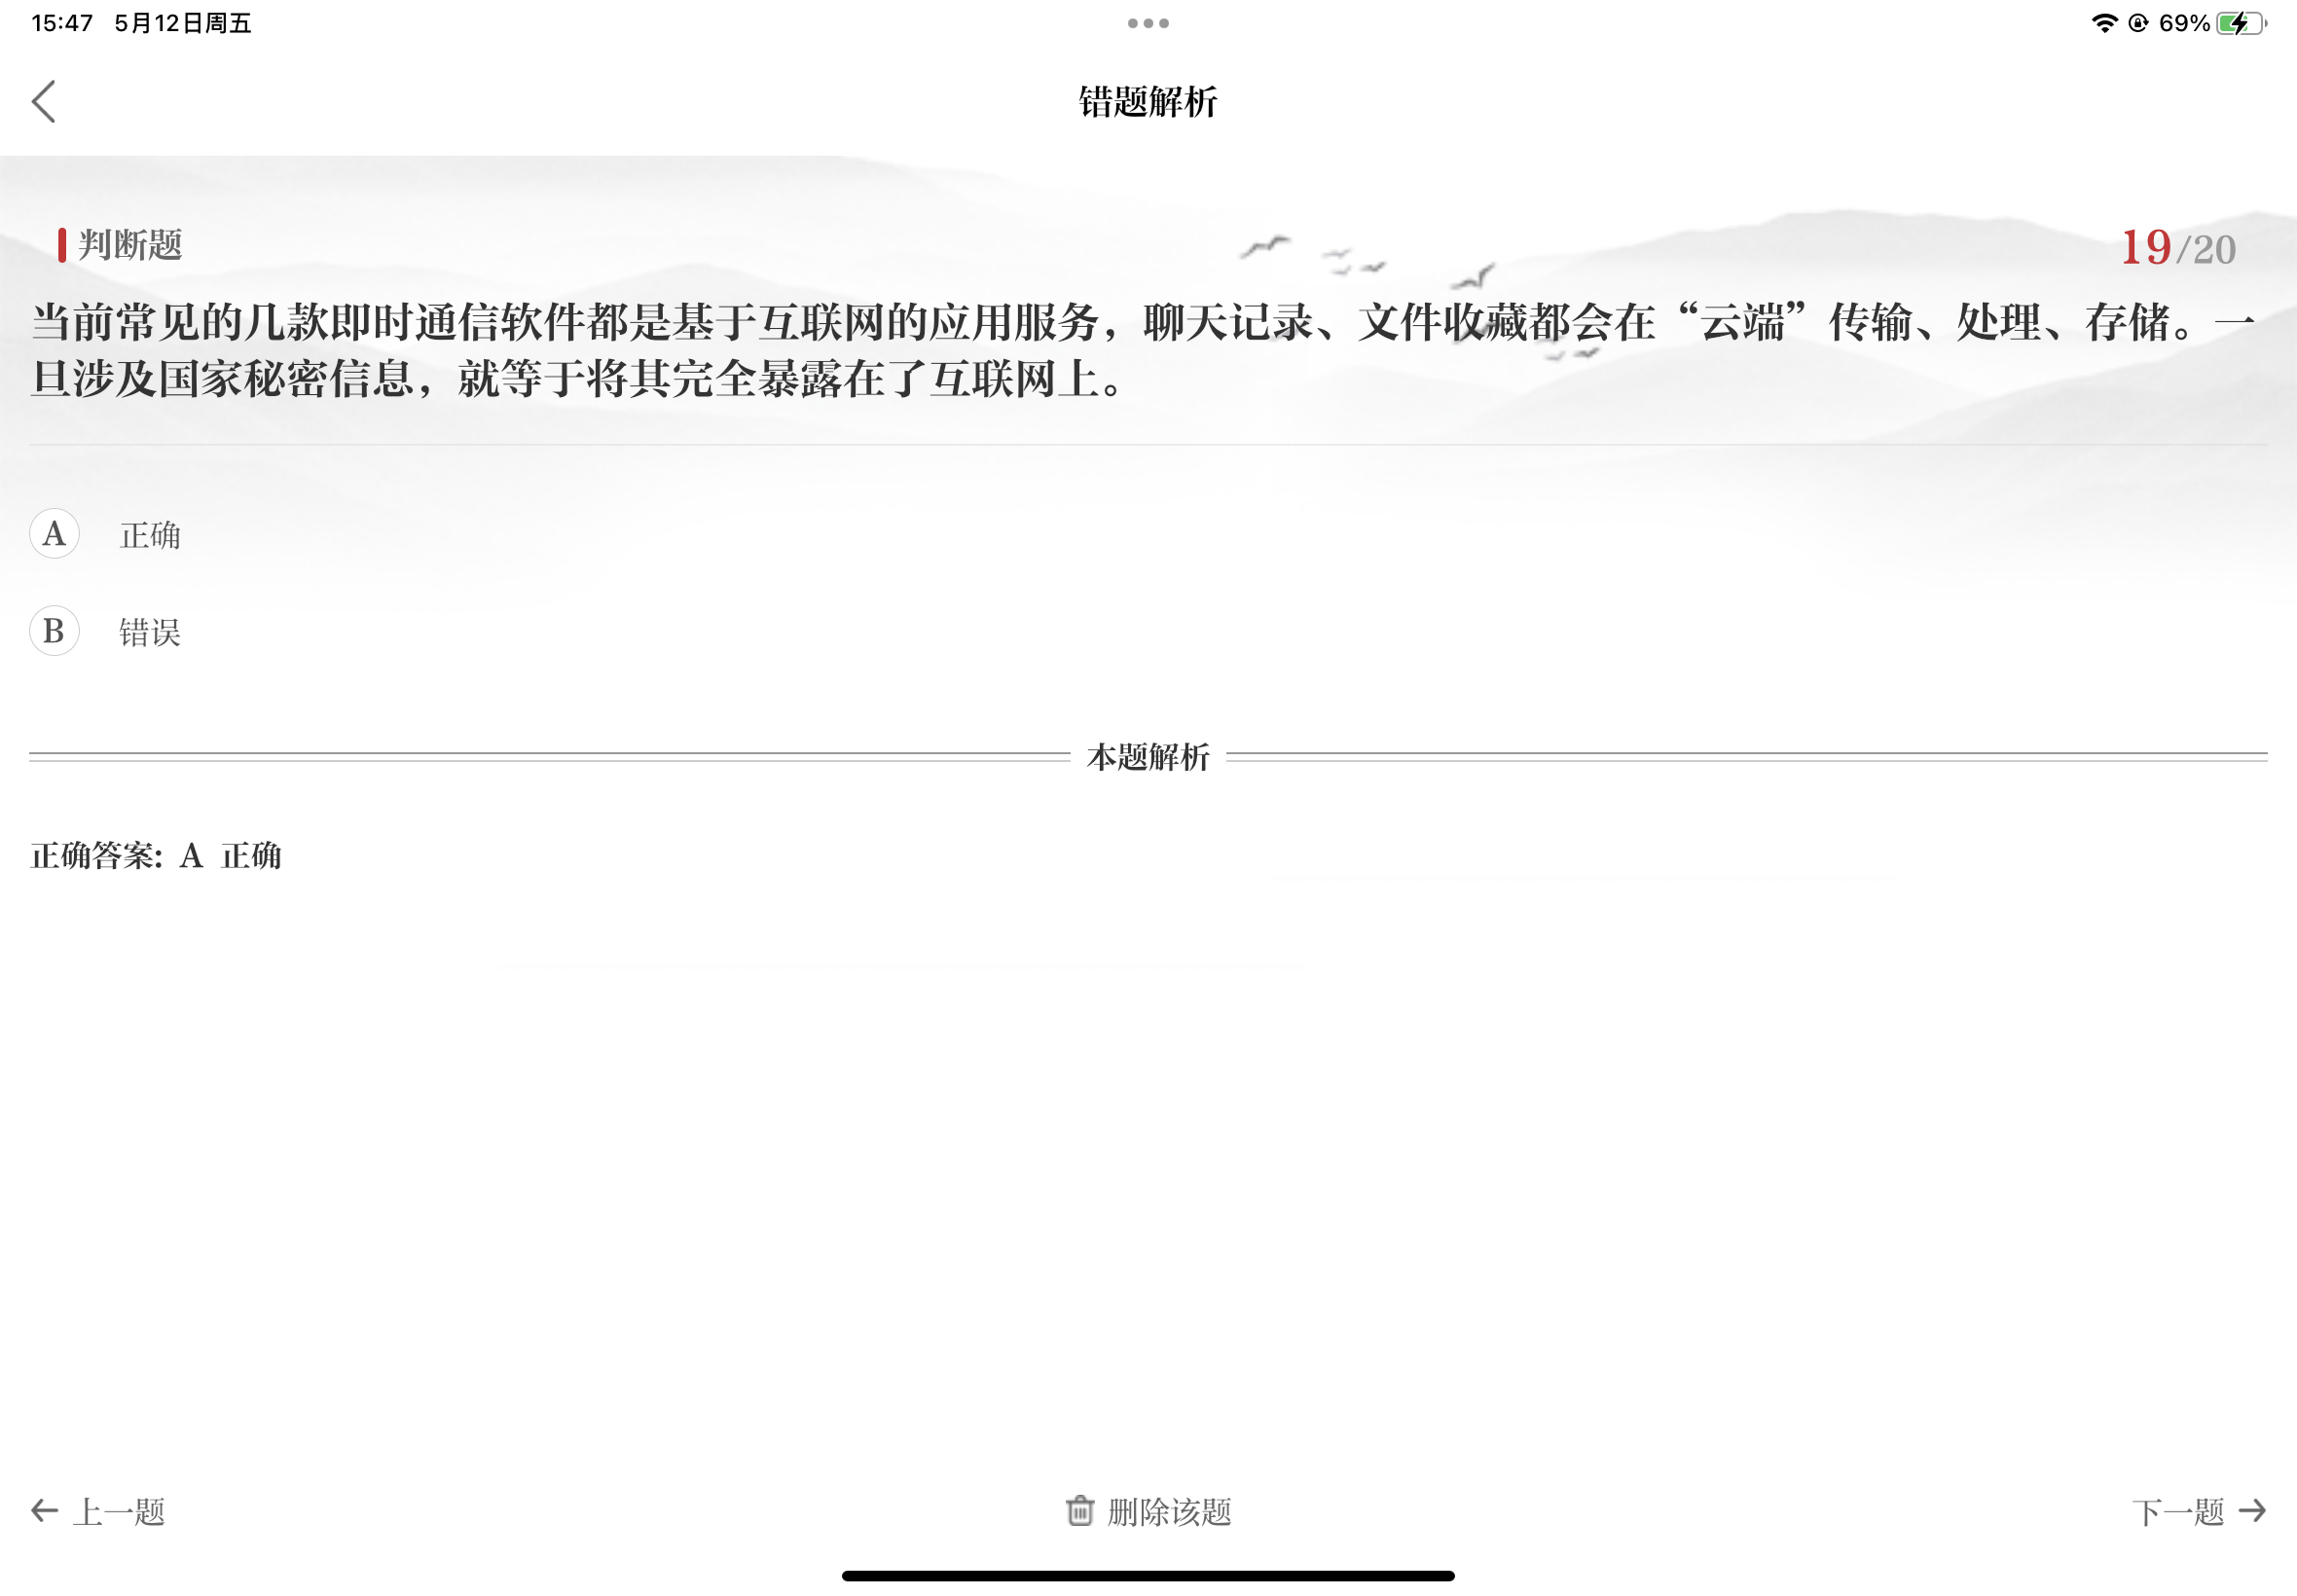 15:47 5月12日周五
69%
错题解析
判断题
19/20
当前常见的几款即时通信软件都是基于互联网的应用服务，聊天记录、文件收藏都会在“云端”传输、处理、存储。一
旦涉及国家秘密信息，就等于将其完全暴露在了互联网上。
A 正确
B 错误
本题解析
正确答案: A 正确
上一题 删除该题 下一题